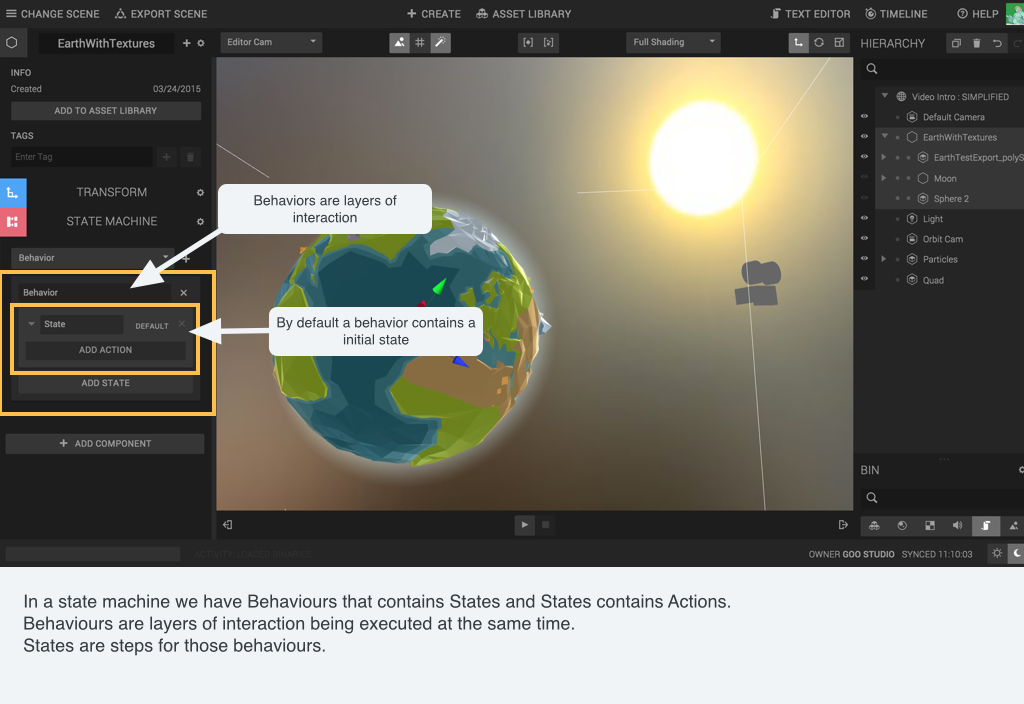 CHANGE SCENE
EXPORT SCENE
CREATE
ASSET LIBRARY
TEXT EDITOR
TIMELINE
HELP
EarthWithTextures
Editor Cam
Full Shading
HIERARCHY
INFO
Created 03/24/2015
ADD TO ASSET LIBRARY
TAGS
Enter Tag
TRANSFORM
STATE MACHINE
Behavior
Behavior
State DEFAULT
ADD ACTION
ADD STATE
ADD COMPONENT
Behaviors are layers of
interaction
By default a behavior contains a
initial state
Video Intro : SIMPLIFIED
Default Camera
EarthWithTextures
EarthTestExport_polyS
Moon
Sphere 2
Light
Orbit Cam
Particles
Quad
BIN
ACTIVITY: LOADED BINARIES
OWNER GOO STUDIO SYNCED 11:10:03
In a state machine we have Behaviours that contains States and States contains Actions.
Behaviours are layers of interaction being executed at the same time.
States are steps for those behaviours.